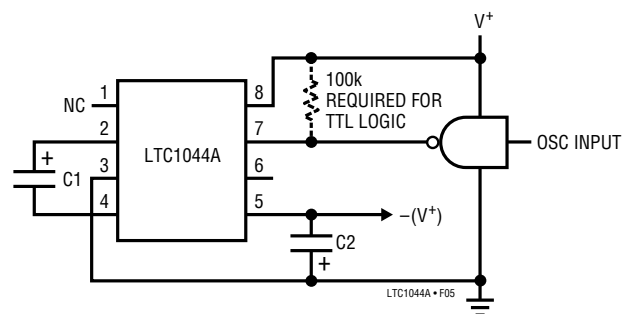 V+
1
8
100k
REQUIRED FOR
TTL LOGIC
NC
2
7
LTC1044A
OSC INPUT
+
C1
3
6
4
5
–(V+)
C2
+
LTC1044A • F05